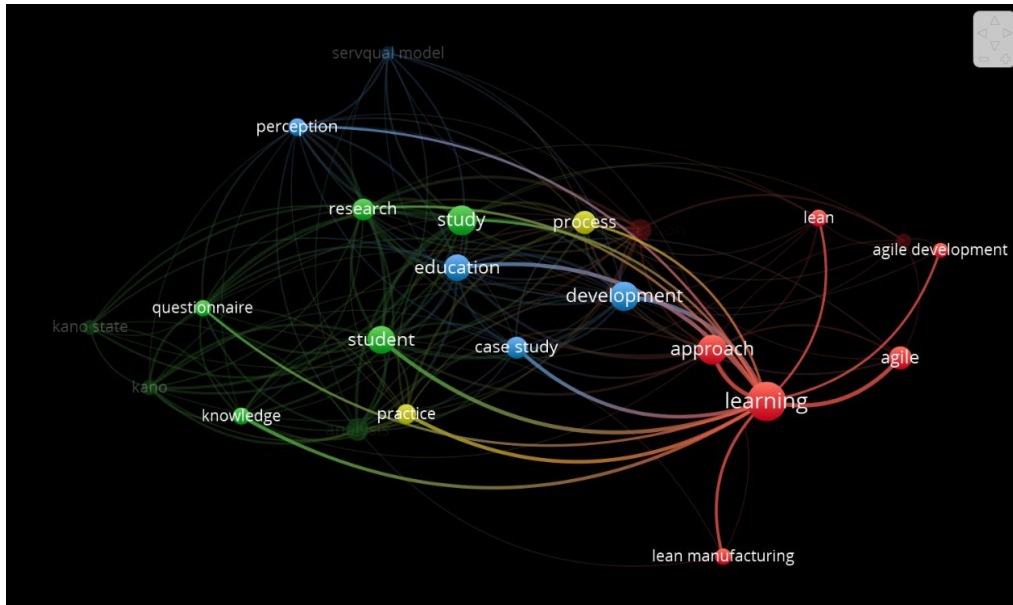 servqual model
perception
research
study
process
lean
agile development
education
development
questionnaire
kano state
student
case study
approach
agile
kano
learning
knowledge
practice
lean manufacturing